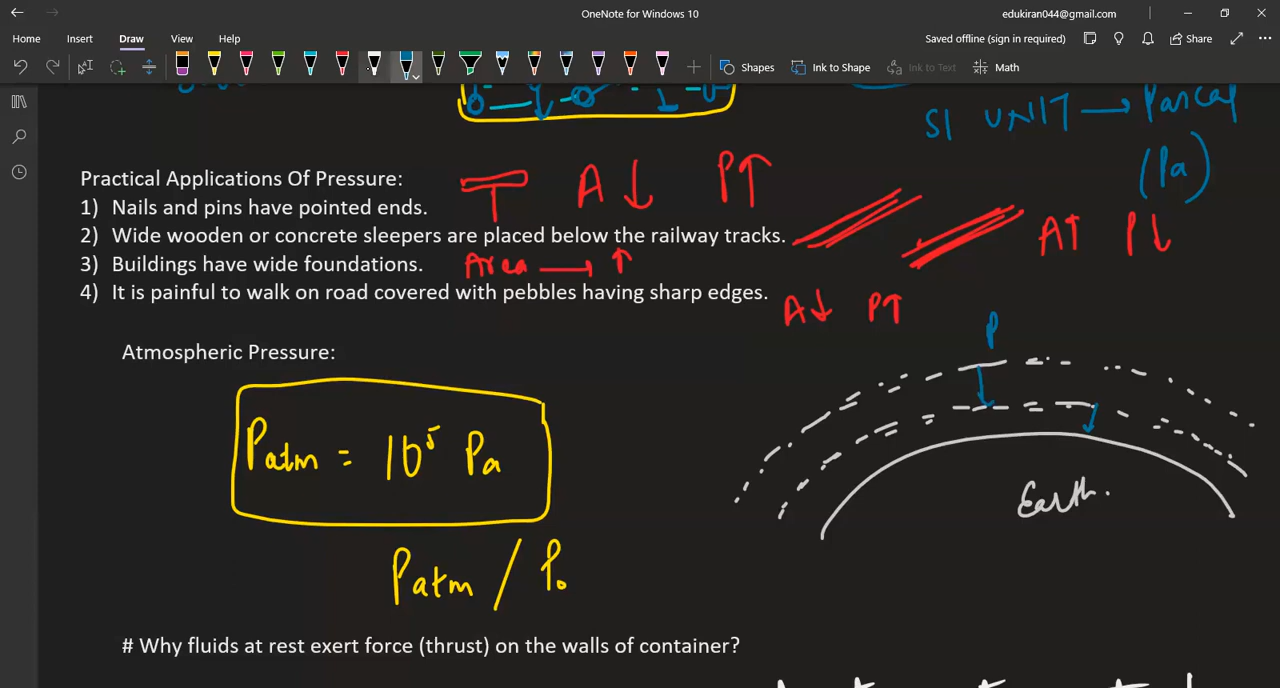 OneNote for Windows 10
edukiran044@gmail.com
Home Insert Draw View Help
Saved offline (sign in required) Share
Shapes Ink to Shape Ink to Text Math
SI UNIT → Pascal
(Pa)
Practical Applications Of Pressure:
A↓ P↑
1) Nails and pins have pointed ends.
2) Wide wooden or concrete sleepers are placed below the railway tracks.
A↑ P↓
3) Buildings have wide foundations.
Area → ↑
4) It is painful to walk on road covered with pebbles having sharp edges.
A↓ P↑
P
Atmospheric Pressure:
Patm = 10⁵ Pa
Earth.
Patm / P₀
# Why fluids at rest exert force (thrust) on the walls of container?